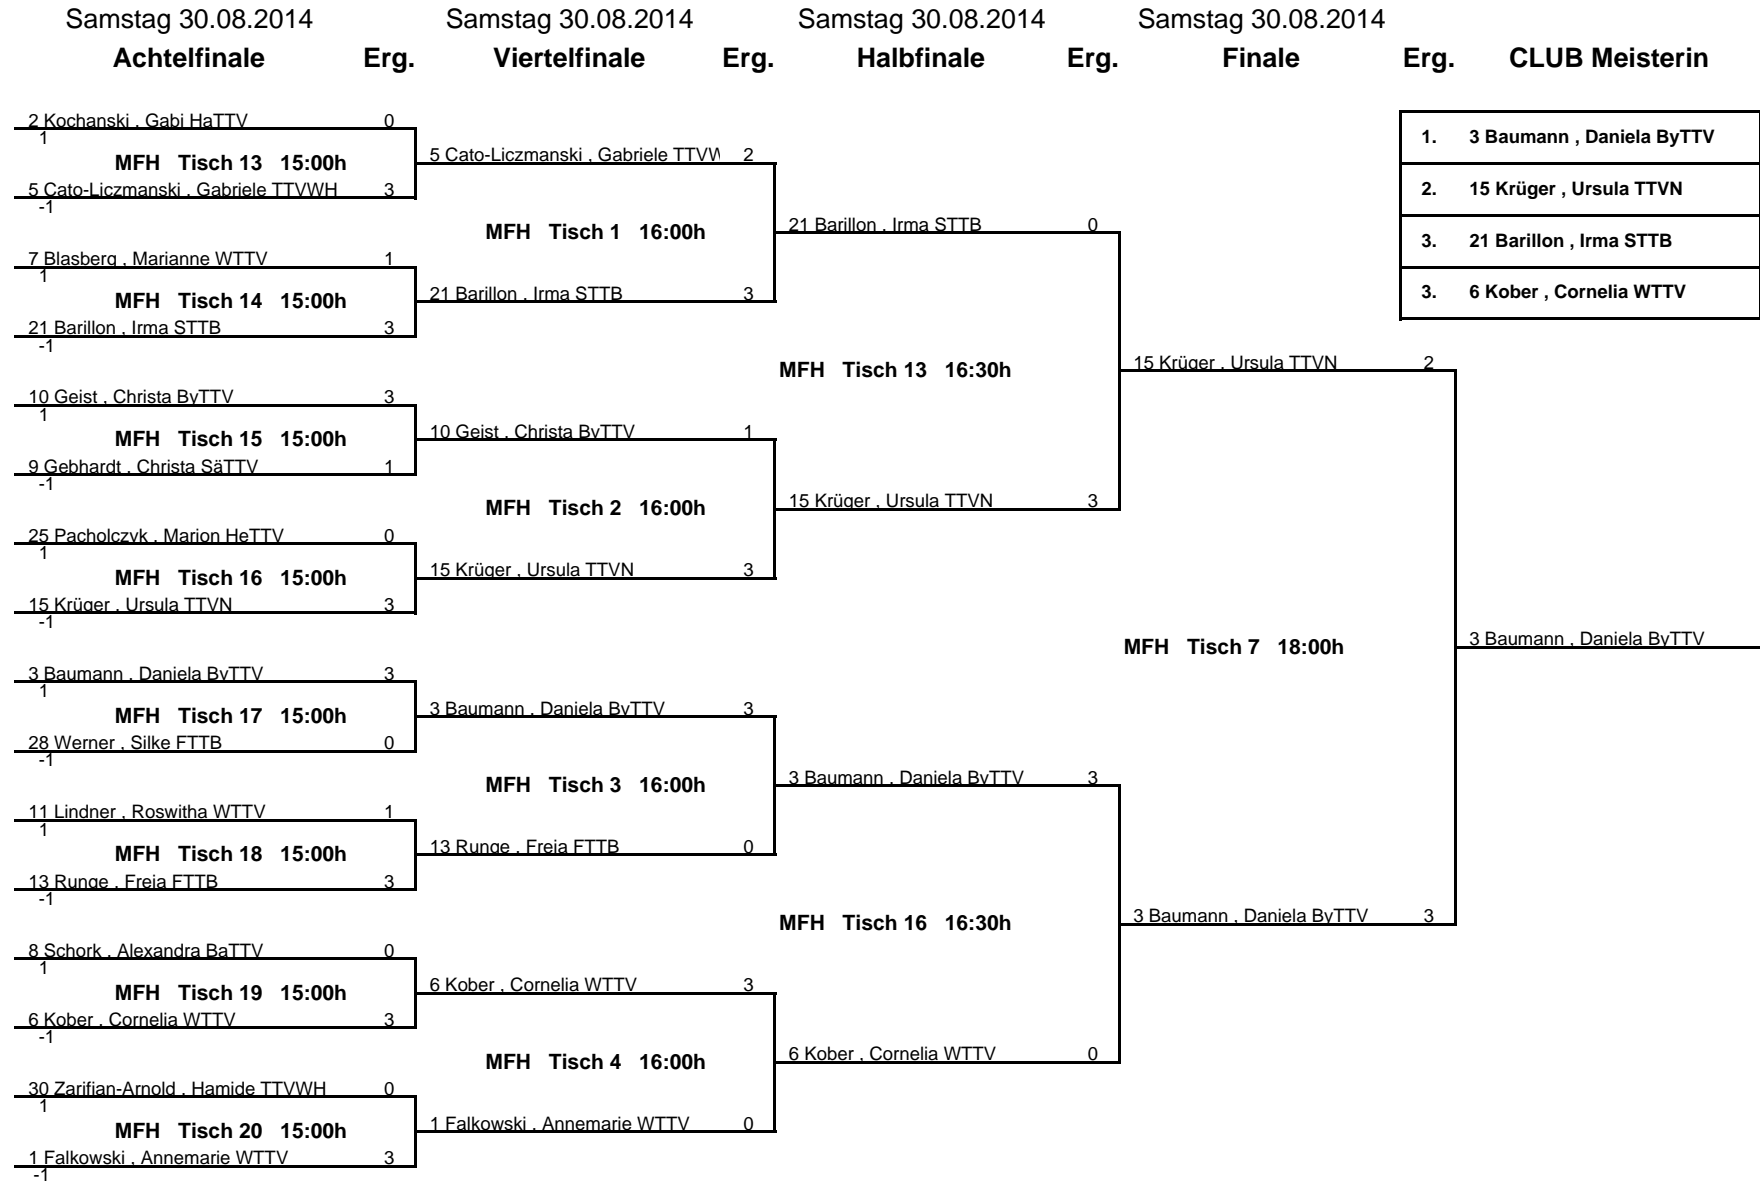 Samstag 30.08.2014 Samstag 30.08.2014 Samstag 30.08.2014 Samstag 30.08.2014
Achtelfinale Erg. Viertelfinale Erg. Halbfinale Erg. Finale Erg. CLUB Meisterin
2 Kochanski , Gabi HaTTV 0
1
MFH Tisch 13 15:00h
5 Cato-Liczmanski , Gabriele TTVWH 3
-1
7 Blasberg , Marianne WTTV 1
1
MFH Tisch 14 15:00h
21 Barillon , Irma STTB 3
-1
10 Geist , Christa ByTTV 3
1
MFH Tisch 15 15:00h
9 Gebhardt , Christa SäTTV 1
-1
25 Pacholczyk , Marion HeTTV 0
1
MFH Tisch 16 15:00h
15 Krüger , Ursula TTVN 3
-1
3 Baumann , Daniela ByTTV 3
1
MFH Tisch 17 15:00h
28 Werner , Silke FTTB 0
-1
11 Lindner , Roswitha WTTV 1
1
MFH Tisch 18 15:00h
13 Runge , Freia FTTB 3
-1
8 Schork , Alexandra BaTTV 0
1
MFH Tisch 19 15:00h
6 Kober , Cornelia WTTV 3
-1
30 Zarifian-Arnold , Hamide TTVWH 0
1
MFH Tisch 20 15:00h
1 Falkowski , Annemarie WTTV 3
-1
5 Cato-Liczmanski , Gabriele TTVW 2
MFH Tisch 1 16:00h
21 Barillon , Irma STTB 3
10 Geist , Christa ByTTV 1
MFH Tisch 2 16:00h
15 Krüger , Ursula TTVN 3
3 Baumann , Daniela ByTTV 3
MFH Tisch 3 16:00h
13 Runge , Freia FTTB 0
6 Kober , Cornelia WTTV 3
MFH Tisch 4 16:00h
1 Falkowski , Annemarie WTTV 0
21 Barillon , Irma STTB 0
MFH Tisch 13 16:30h
15 Krüger , Ursula TTVN 3
3 Baumann , Daniela ByTTV 3
MFH Tisch 16 16:30h
6 Kober , Cornelia WTTV 0
15 Krüger , Ursula TTVN 2
MFH Tisch 7 18:00h
3 Baumann , Daniela ByTTV 3
1. 3 Baumann , Daniela ByTTV
2. 15 Krüger , Ursula TTVN
3. 21 Barillon , Irma STTB
3. 6 Kober , Cornelia WTTV
3 Baumann , Daniela ByTTV